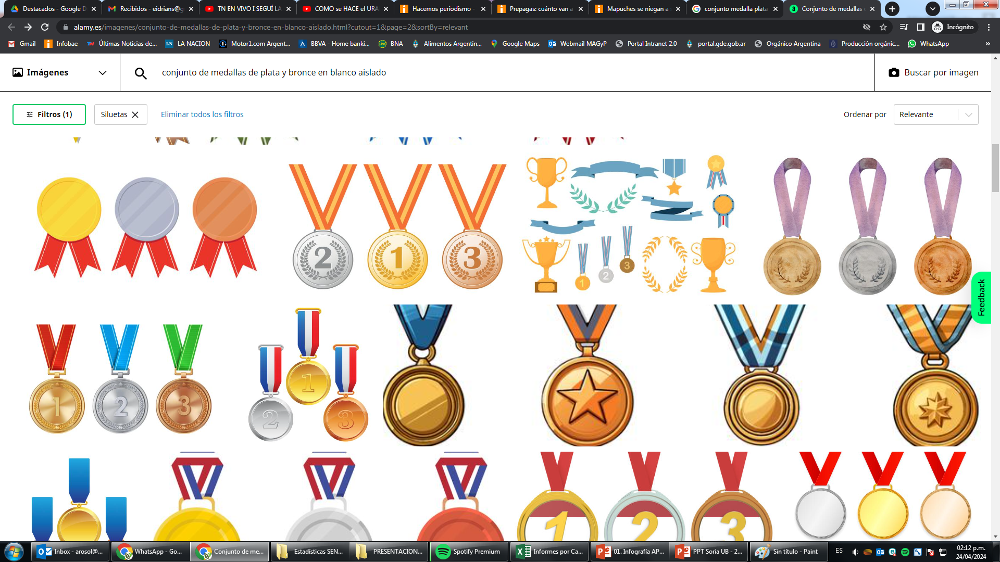 Destacados - Google D
Recibidos - eidrians@g
TN EN VIVO I SEGUÍ LA
COMO se HACE el URA
Hacemos periodismo -
Prepagas: cuánto van a
Mapuches se niegan a
conjunto medalla plata
Conjunto de medallas
alamy.es/imagenes/conjunto-de-medallas-de-plata-y-bronce-en-blanco-aislado.html?cutout=1&page=2&sortBy=relevant
Incógnito
Gmail
Infobae
Últimas Noticias de...
LN LA NACION
Motor1.com Argent...
BBVA - Home banki...
BNA
Alimentos Argentin...
Google Maps
Webmail MAGyP
Portal Intranet 2.0
portal.gde.gob.ar
Orgánico Argentina
Producción orgánic...
WhatsApp
»
Imágenes
conjunto de medallas de plata y bronce en blanco aislado
Buscar por imagen
Filtros (1)
Siluetas
Eliminar todos los filtros
Ordenar por
Relevante
2 1 3
1 2 3
Feedback
1 2 3
1
2 3
1 2 3
Inbox - arosol@...
WhatsApp - Go...
Conjunto de me...
Estadísticas SEN...
PRESENTACION...
Spotify Premium
Informes por Ca...
01. Infografía AP...
PPT Soria UB - 2...
Sin título - Paint
ES
02:12 p.m.
24/04/2024